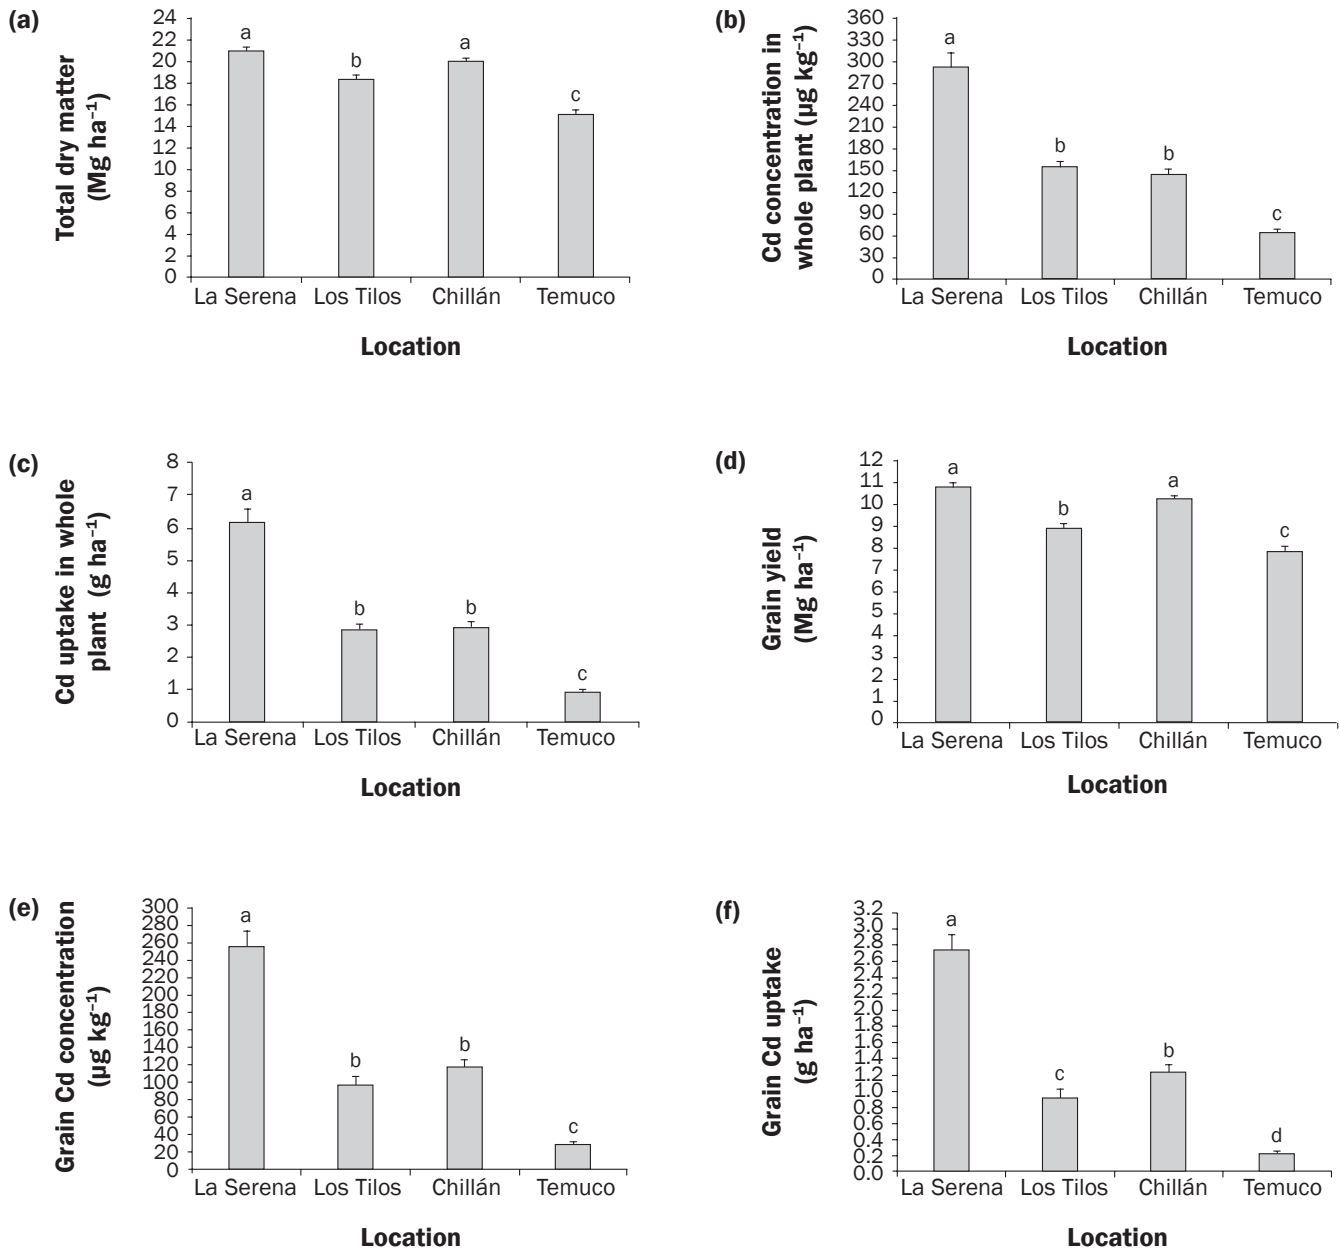 (a)
Total dry matter
(Mg ha⁻¹)
24
22
20
18
16
14
12
10
8
6
4
2
0
a
b
a
c
La Serena Los Tilos Chillán Temuco
Location
(b)
Cd concentration in
whole plant (µg kg⁻¹)
360
330
300
270
240
210
180
150
120
90
60
30
0
a
b
b
c
La Serena Los Tilos Chillán Temuco
Location
(c)
Cd uptake in whole
plant (g ha⁻¹)
8
7
6
5
4
3
2
1
0
a
b
b
c
La Serena Los Tilos Chillán Temuco
Location
(d)
Grain yield
(Mg ha⁻¹)
12
11
10
9
8
7
6
5
4
3
2
1
0
a
b
a
c
La Serena Los Tilos Chillán Temuco
Location
(e)
Grain Cd concentration
(µg kg⁻¹)
300
280
260
240
220
200
180
160
140
120
100
80
60
40
20
0
a
b
b
c
La Serena Los Tilos Chillán Temuco
Location
(f)
Grain Cd uptake
(g ha⁻¹)
3.2
3.0
2.8
2.6
2.4
2.2
2.0
1.8
1.6
1.4
1.2
1.0
0.8
0.6
0.4
0.2
0.0
a
c
b
d
La Serena Los Tilos Chillán Temuco
Location